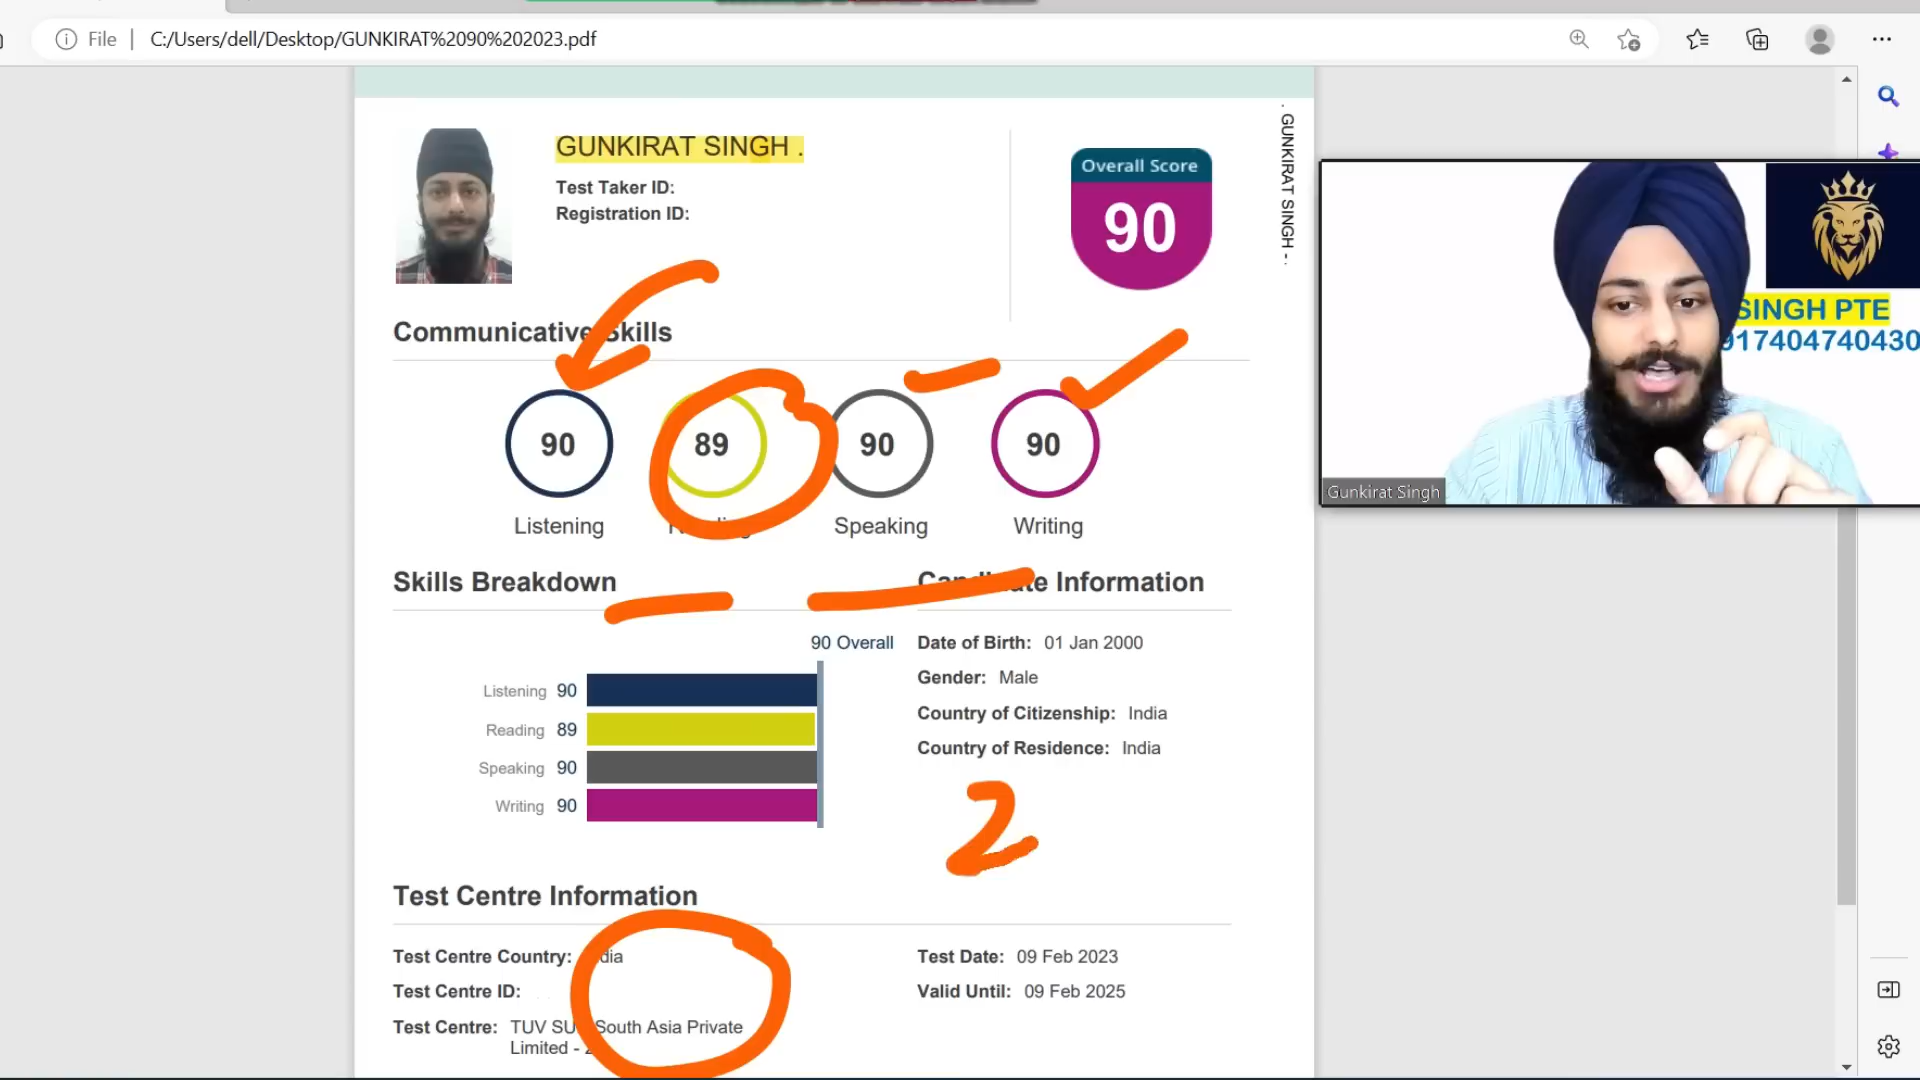 File
C:/Users/dell/Desktop/GUNKIRAT%2090%202023.pdf
GUNKIRAT SINGH .
Test Taker ID:
Registration ID:
Overall Score
90
. GUNKIRAT SINGH - .
SINGH PTE
917404740430
Gunkirat Singh
Communicative Skills
90
89
90
90
Listening
Speaking
Writing
Skills Breakdown
Candidate Information
90 Overall
Listening 90
Reading 89
Speaking 90
Writing 90
Date of Birth: 01 Jan 2000
Gender: Male
Country of Citizenship: India
Country of Residence: India
2
Test Centre Information
Test Centre Country: India
Test Centre ID:
Test Centre: TUV SUD South Asia Private
Limited -
Test Date: 09 Feb 2023
Valid Until: 09 Feb 2025